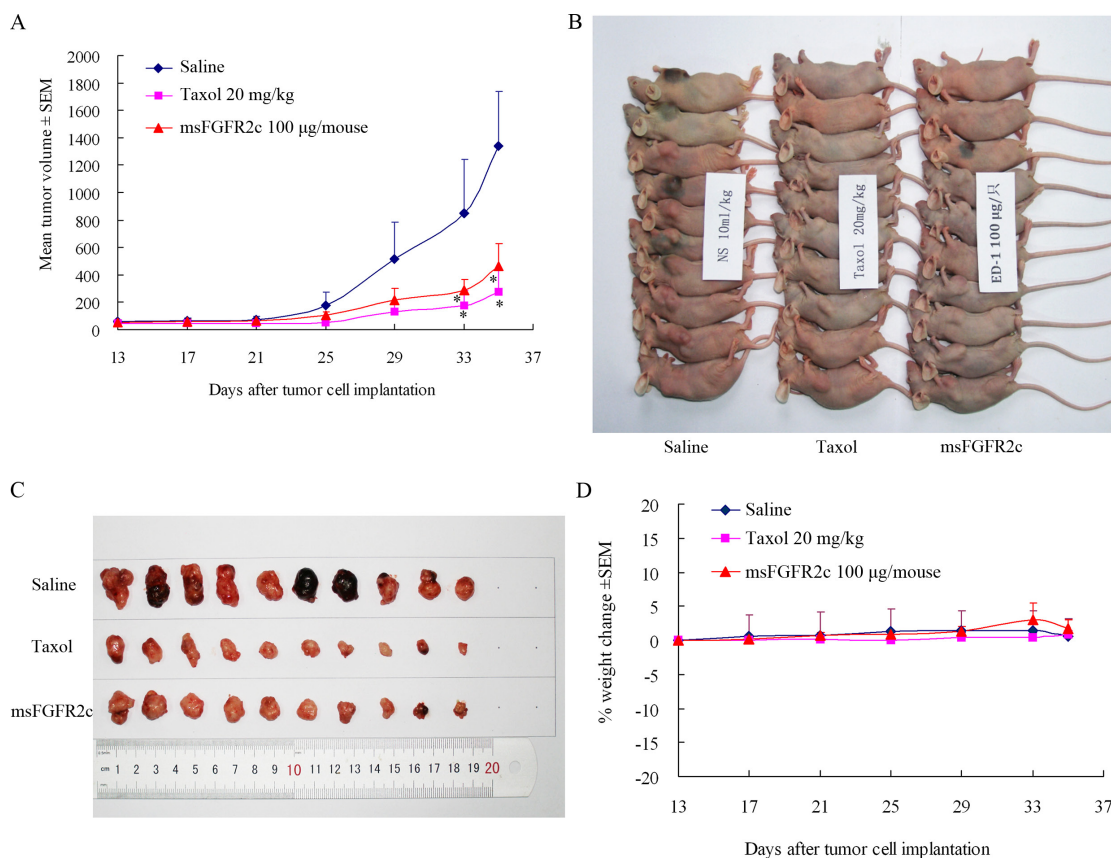 A
Mean tumor volume ± SEM
2000
1800
1600
1400
1200
1000
800
600
400
200
0
Saline
Taxol 20 mg/kg
msFGFR2c 100 µg/mouse
*
*
*
*
13 17 21 25 29 33 37
Days after tumor cell implantation
B
NS 10ml/kg
Taxol 20mg/kg
ED-1 100 µg/只
Saline Taxol msFGFR2c
C
Saline
Taxol
msFGFR2c
cm 1 2 3 4 5 6 7 8 9 10 11 12 13 14 15 16 17 18 19 20
D
% weight change ±SEM
20
15
10
5
0
-5
-10
-15
-20
Saline
Taxol 20 mg/kg
msFGFR2c 100 µg/mouse
13 17 21 25 29 33 37
Days after tumor cell implantation